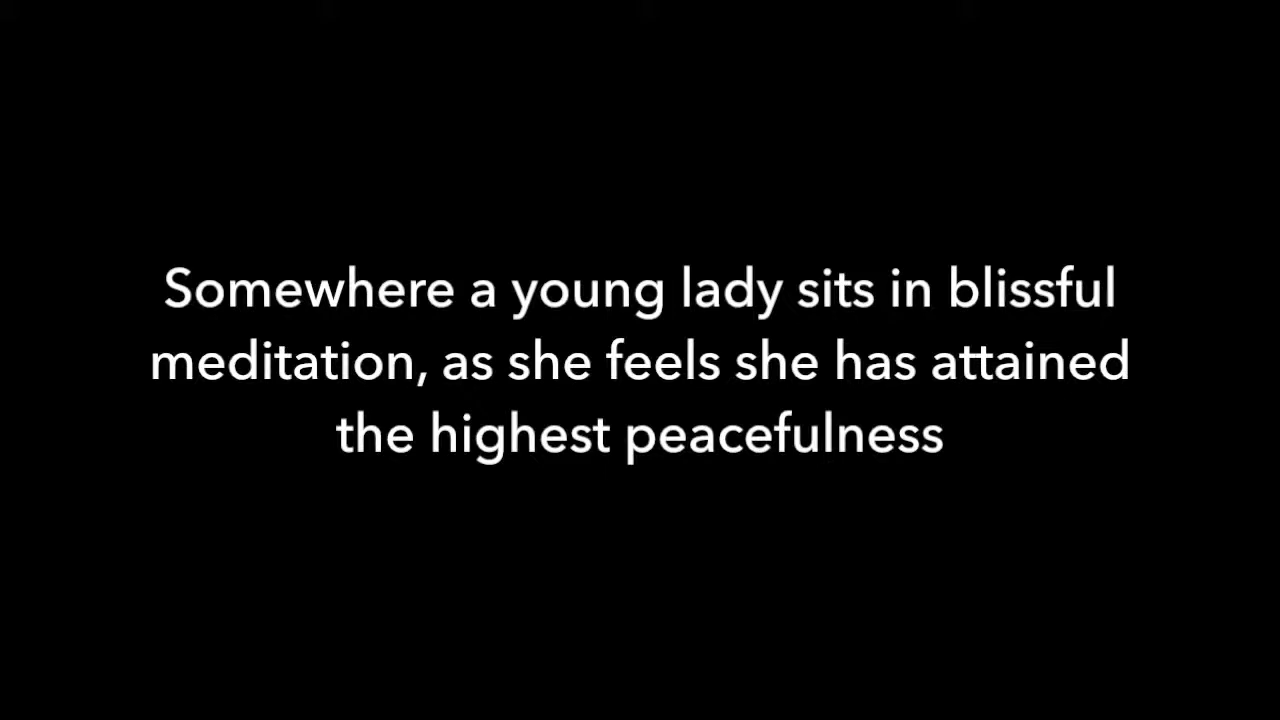 Somewhere a young lady sits in blissful
meditation, as she feels she has attained
the highest peacefulness